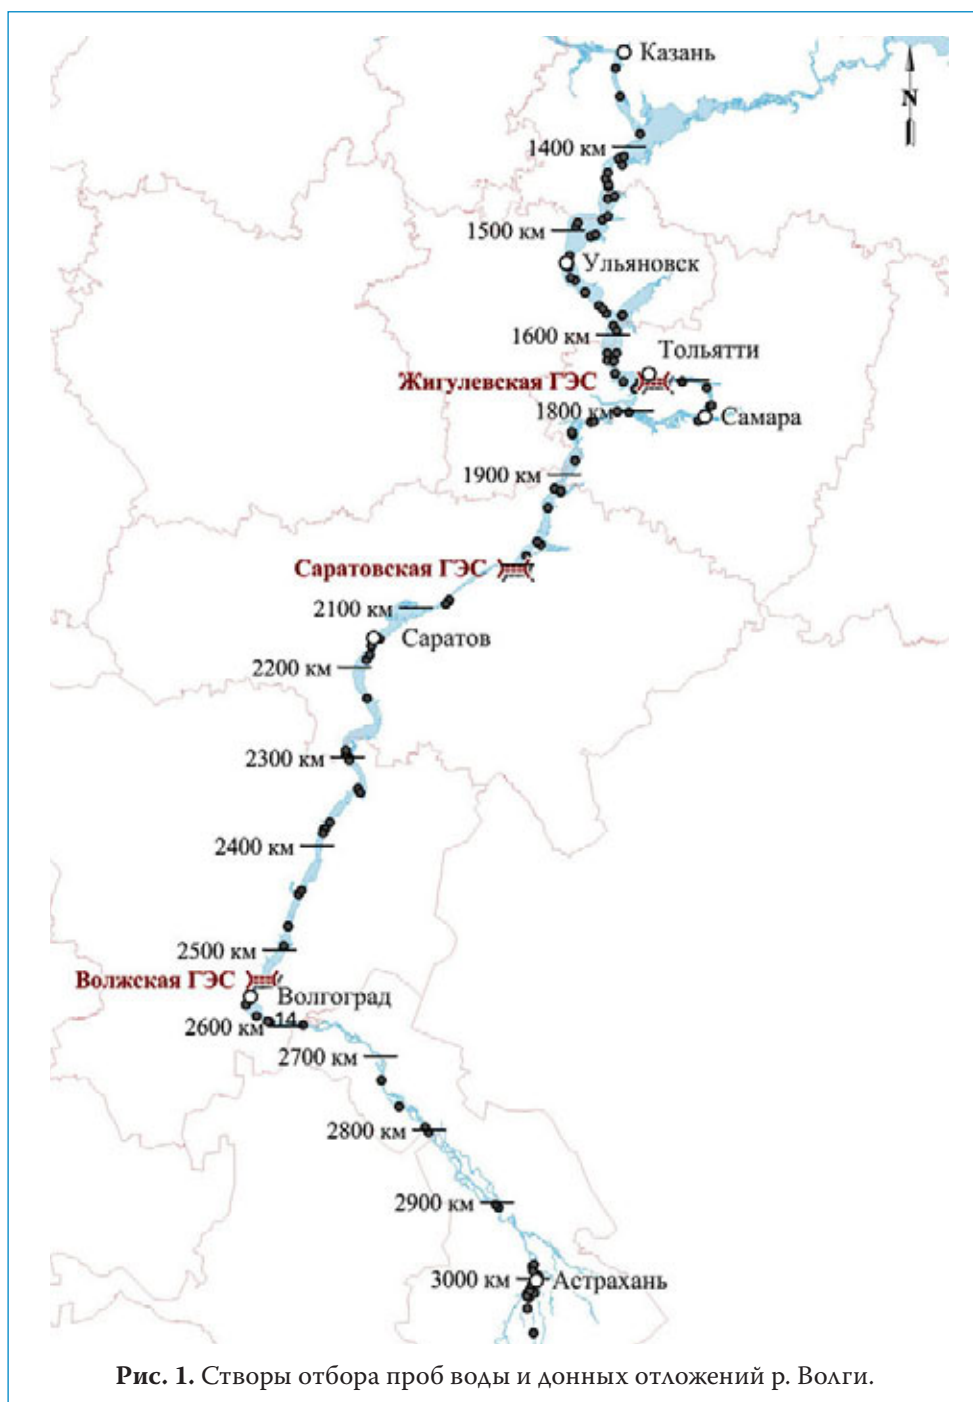 Казань
N
1400 км
1500 км
Ульяновск
1600 км
Тольятти
Жигулевская ГЭС
1800 км
Самара
1900 км
Саратовская ГЭС
2100 км
Саратов
2200 км
2300 км
2400 км
2500 км
Волжская ГЭС
Волгоград
2600 км
14
2700 км
2800 км
2900 км
3000 км
Астрахань
Рис. 1. Створы отбора проб воды и донных отложений р. Волги.